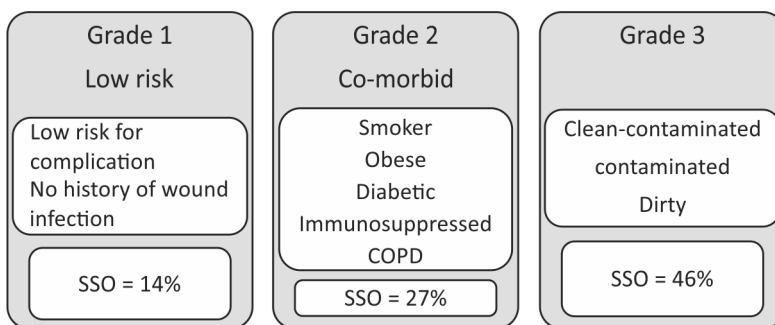 Grade 1
Low risk
Low risk for
complication
No history of wound
infection
SSO = 14%
Grade 2
Co-morbid
Smoker
Obese
Diabetic
Immunosuppressed
COPD
SSO = 27%
Grade 3
Clean-contaminated
contaminated
Dirty
SSO = 46%